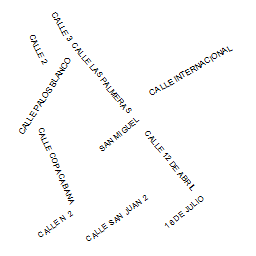 CALLE 3
CALLE 2
CALLE LAS PALMERAS
CALLE INTERNACIONAL
CALLE PALOS BLANCO
SAN MIGUEL
CALLE COPACABANA
CALLE 12 DE ABRIL
CALLE N 2
CALLE SAN JUAN 2
16 DE JULIO